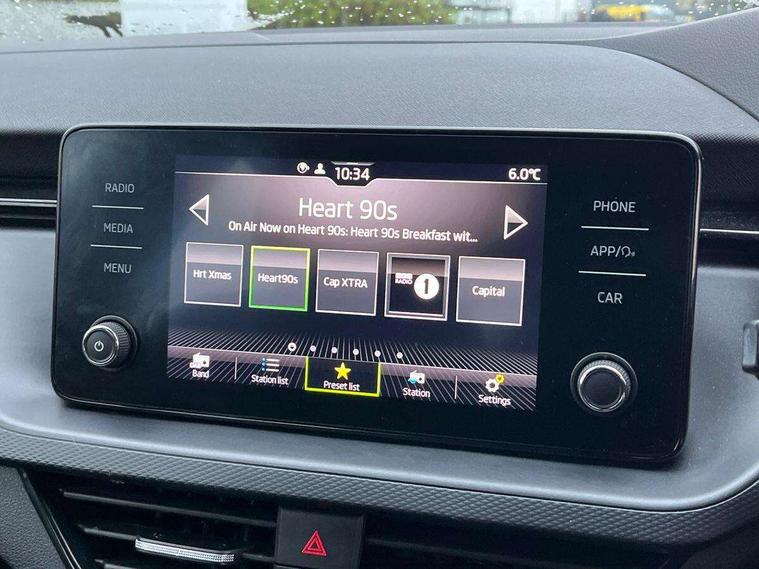 RADIO
MEDIA
MENU
10:34
6.0°C
Heart 90s
On Air Now on Heart 90s: Heart 90s Breakfast wit...
Hrt Xmas
Heart90s
Cap XTRA
RADIO 1
Capital
Band
Station list
Preset list
Station
Settings
PHONE
APP/
CAR